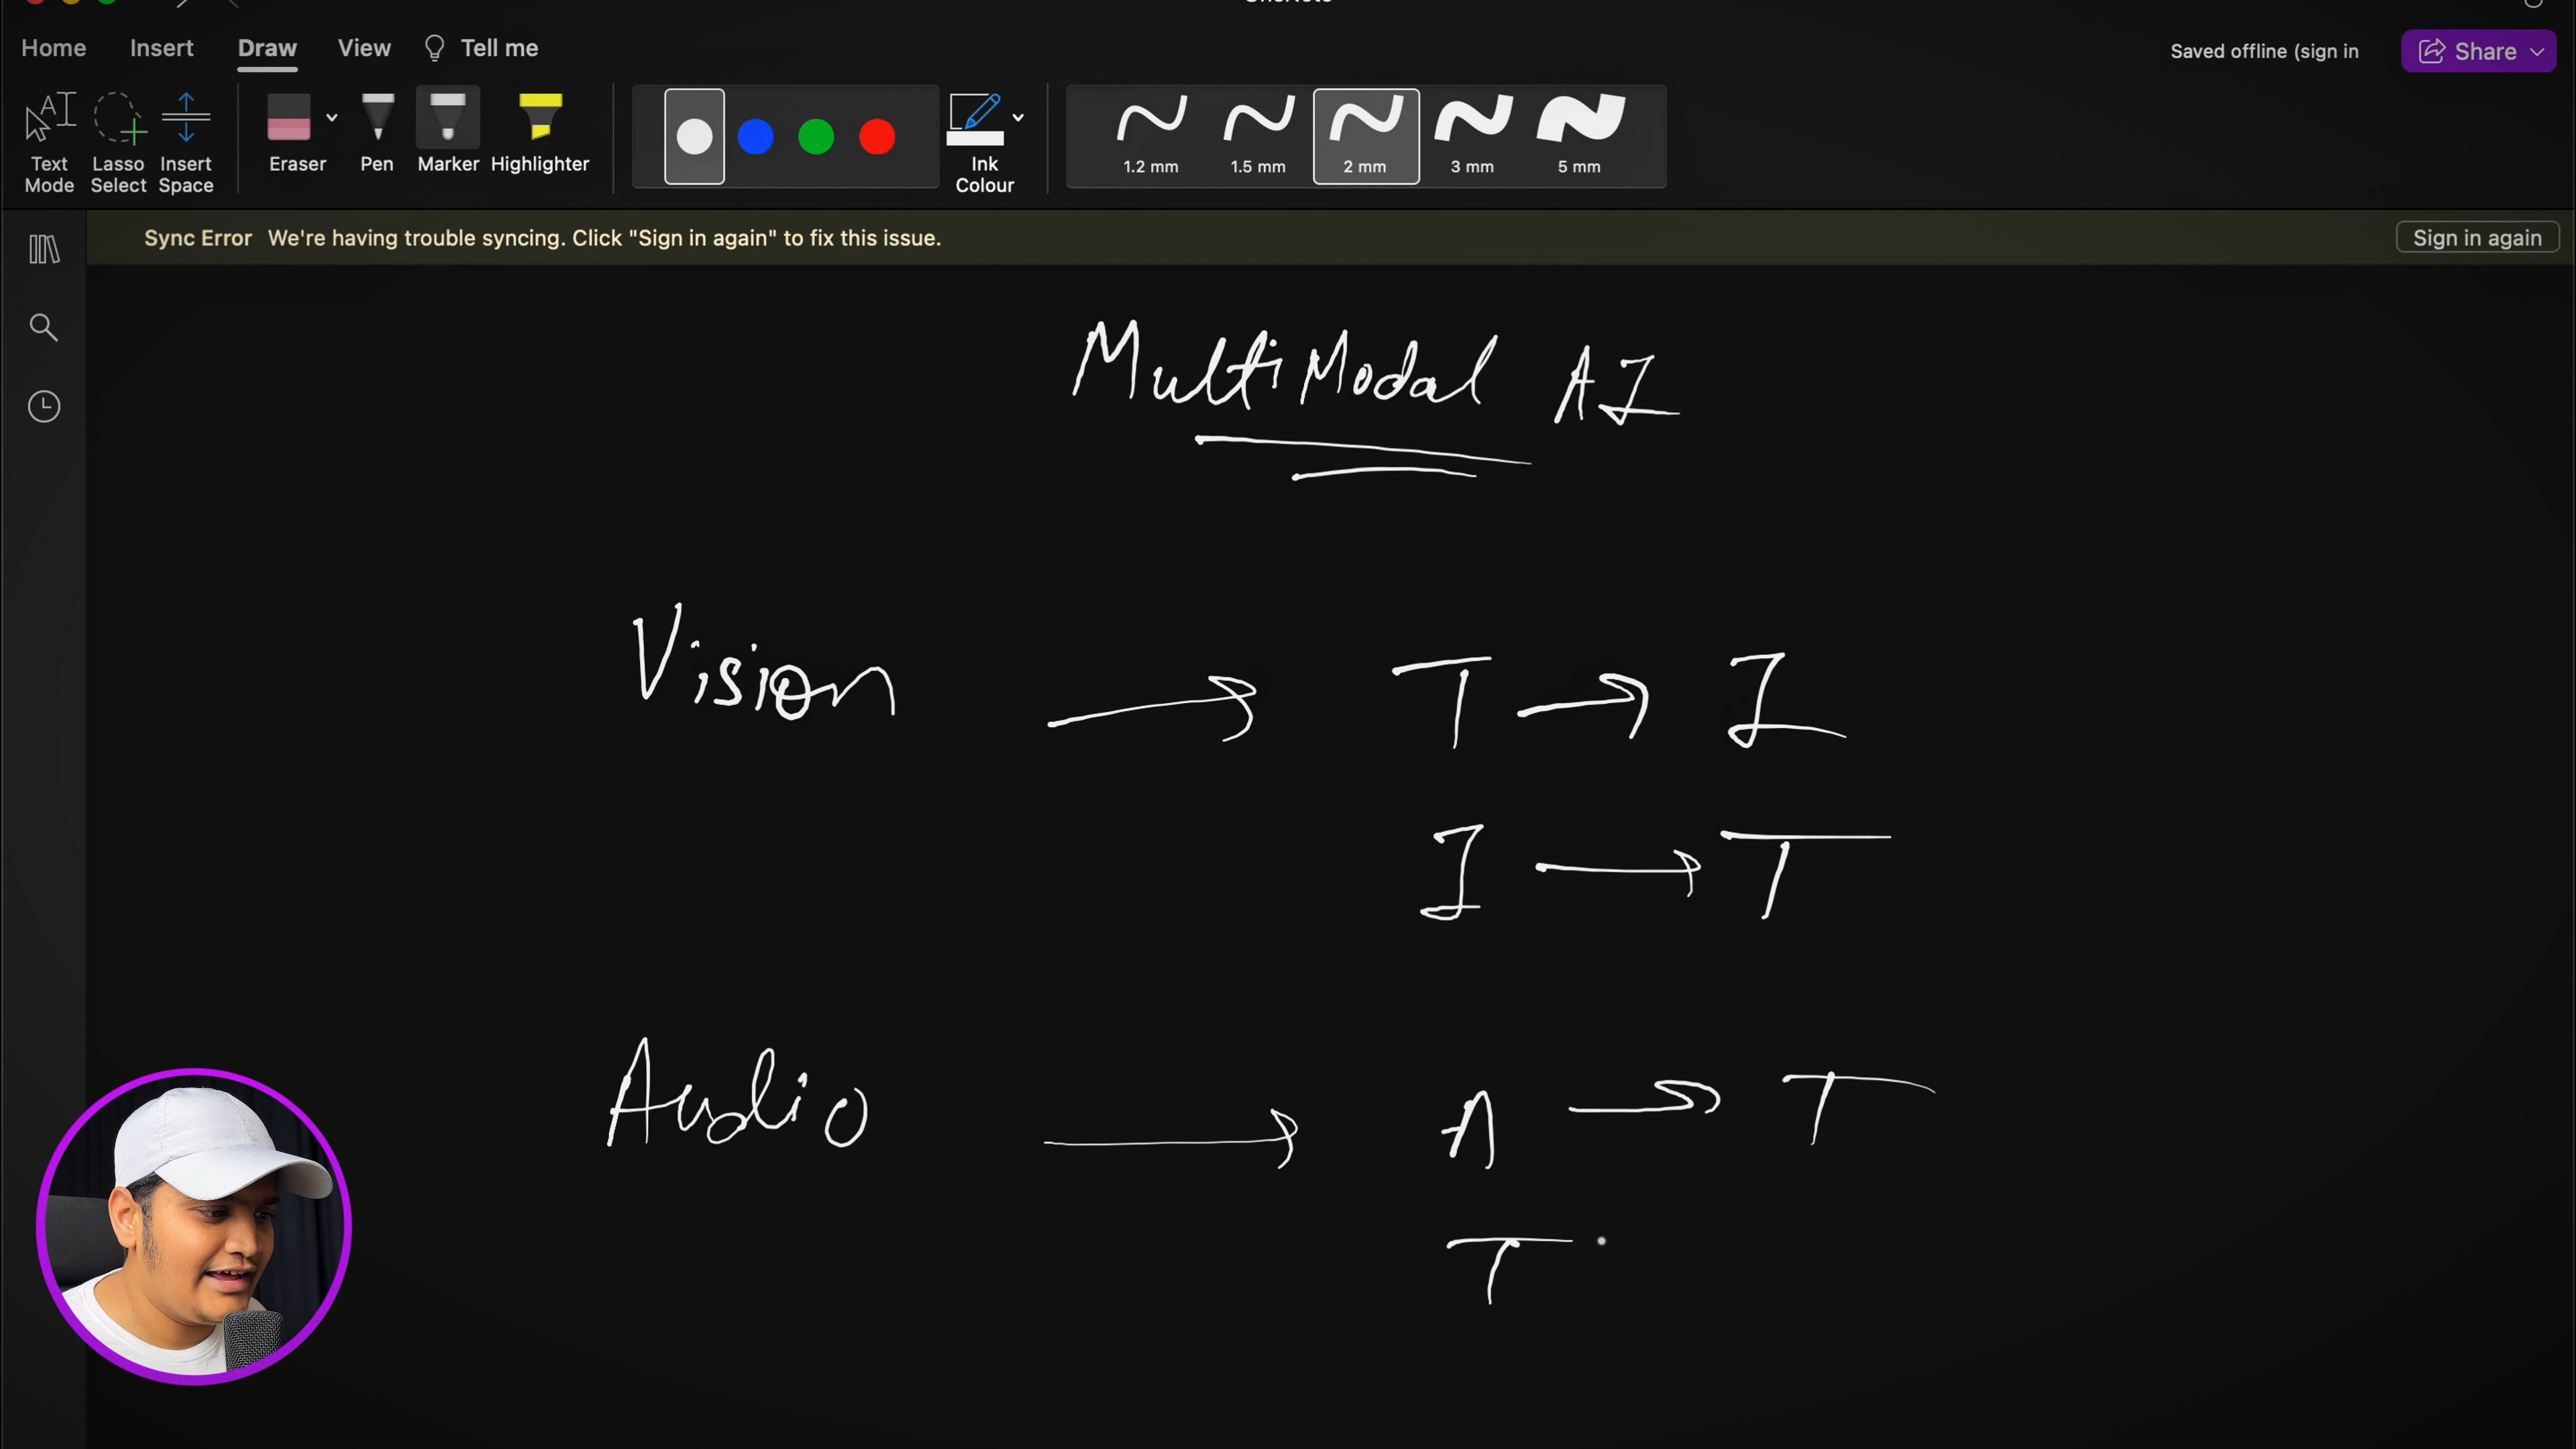 Home Insert Draw View Tell me
Saved offline (sign in
Share
Text Mode
Lasso Select
Insert Space
Eraser
Pen
Marker
Highlighter
Ink Colour
1.2 mm
1.5 mm
2 mm
3 mm
5 mm
Sync Error We're having trouble syncing. Click "Sign in again" to fix this issue.
Sign in again
MultiModal AI
Vision → T → I
I → T
Audio → A → T
T